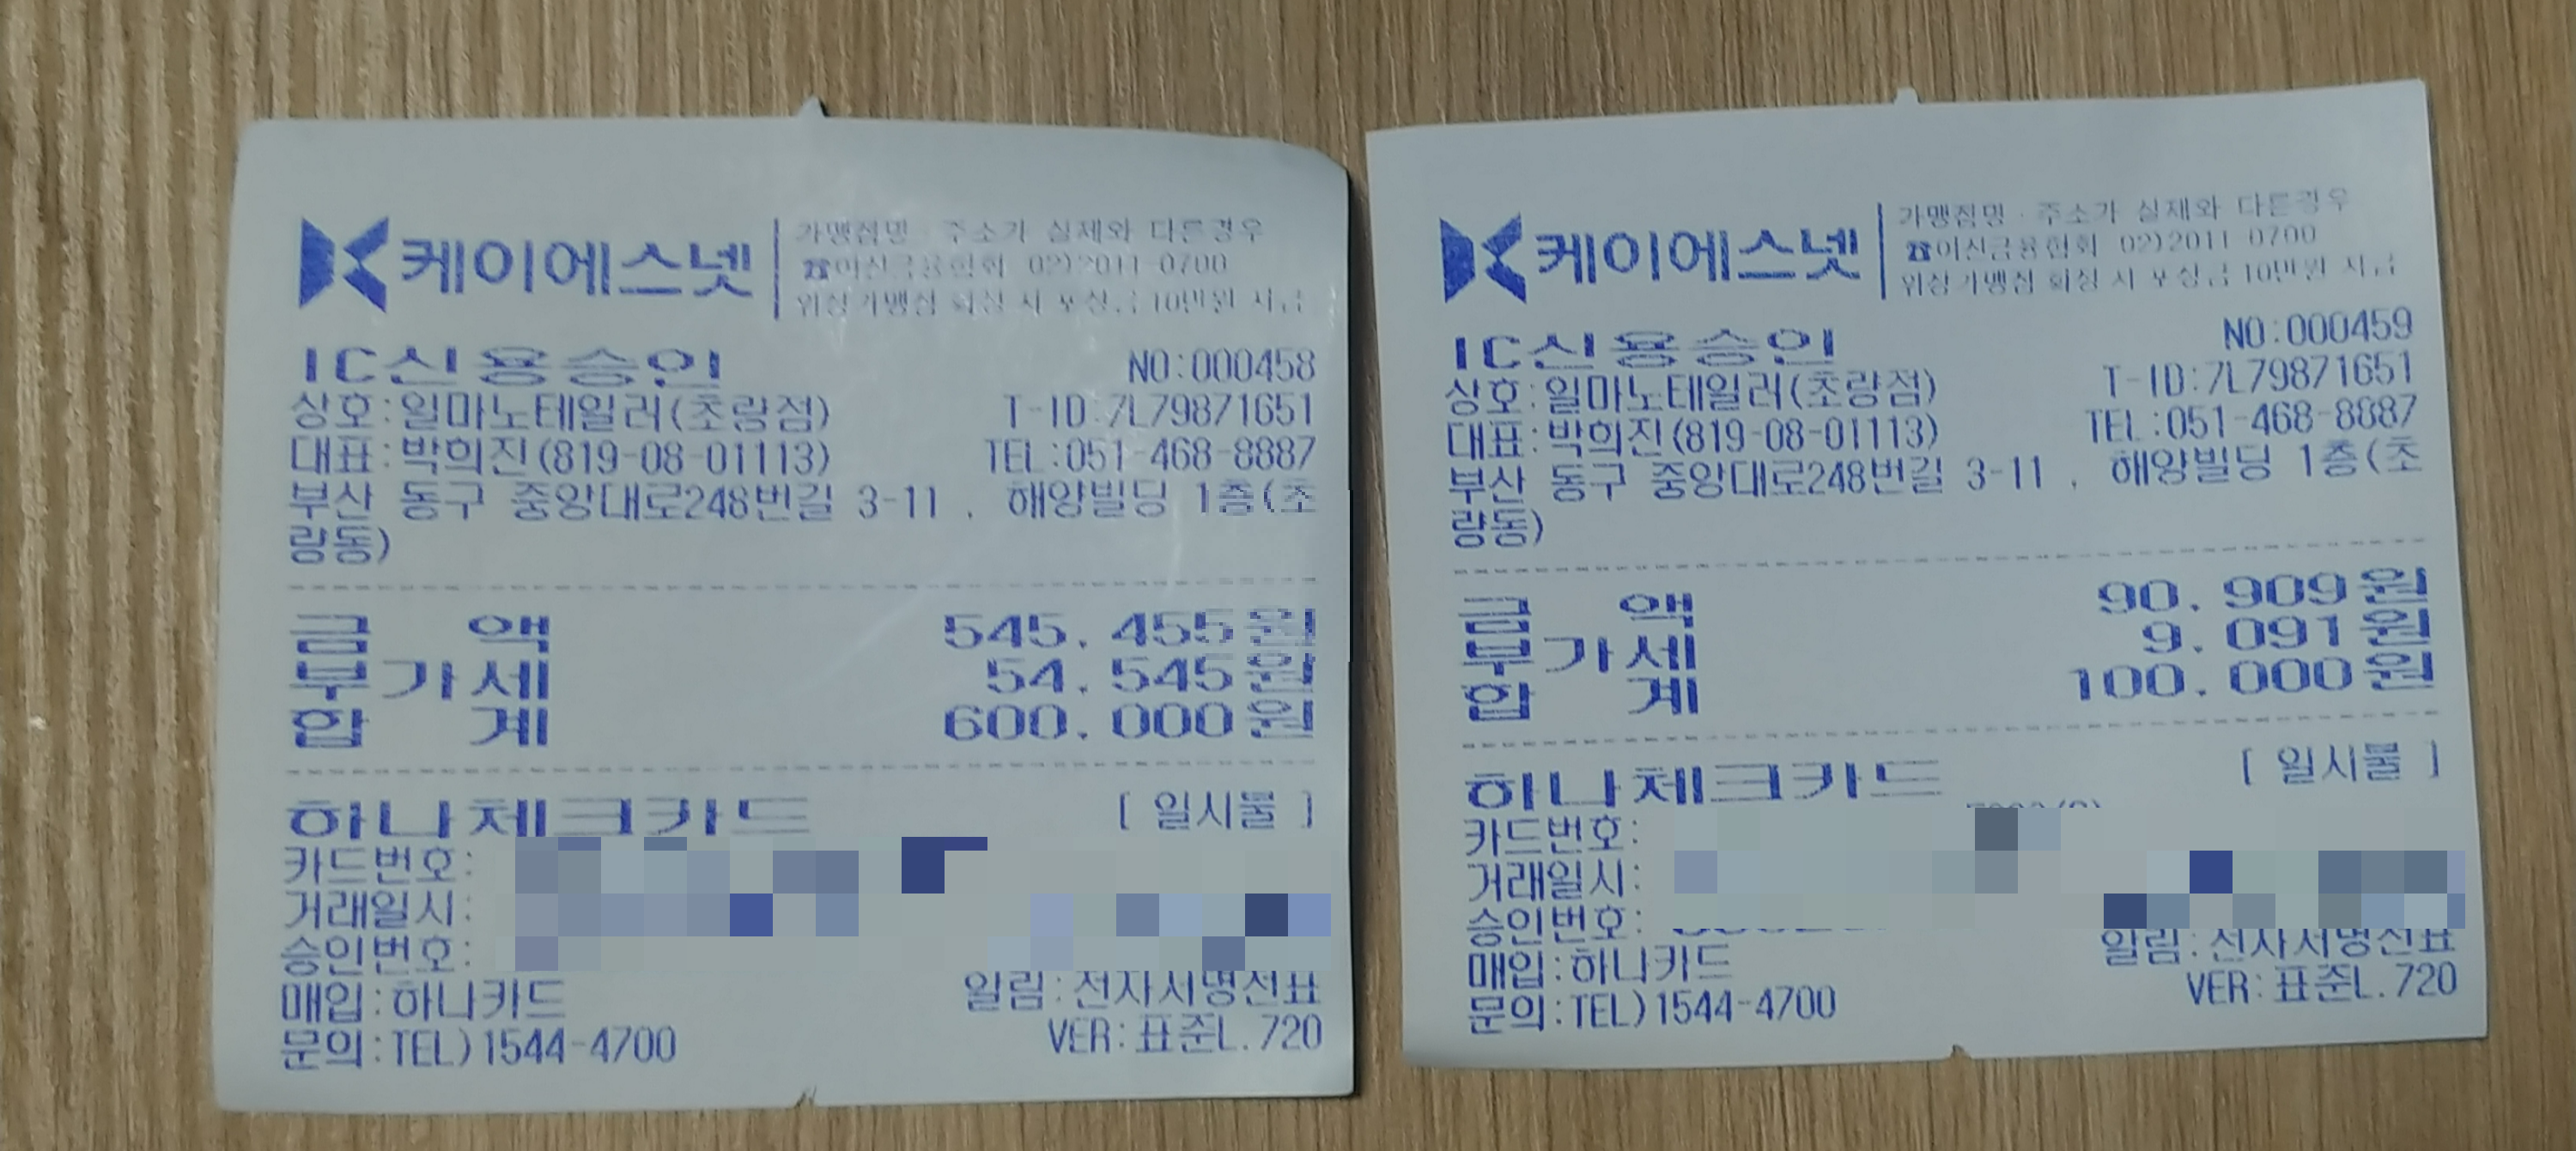 케이에스넷
가맹점명·주소가 실제와 다른경우
☎여신금융협회 02)2011-0700
위장가맹점 확정시 포상금10만원 지급
IC신용승인
NO:000458
상호:일마노테일러(초량점) T-ID:7L79871651
대표:박희진(819-08-01113) TEL:051-468-8887
부산 동구 중앙대로248번길 3-11 , 해양빌딩 1층(초
량동)
금 액 545,455원
부가세 54,545원
합 계 600,000원
하나체크카드 [ 일시불 ]
카드번호:
거래일시:
승인번호:
매입:하나카드 알림:전자서명전표
문의:TEL)1544-4700 VER:표준L.720
케이에스넷
가맹점명·주소가 실제와 다른경우
☎여신금융협회 02)2011-0700
위장가맹점 확정시 포상금10만원 지급
IC신용승인
NO:000459
상호:일마노테일러(초량점) T-ID:7L79871651
대표:박희진(819-08-01113) TEL:051-468-8887
부산 동구 중앙대로248번길 3-11 , 해양빌딩 1층(초
량동)
금 액 90,909원
부가세 9,091원
합 계 100,000원
하나체크카드 [ 일시불 ]
카드번호:
거래일시:
승인번호:
매입:하나카드 알림:전자서명전표
문의:TEL)1544-4700 VER:표준L.720